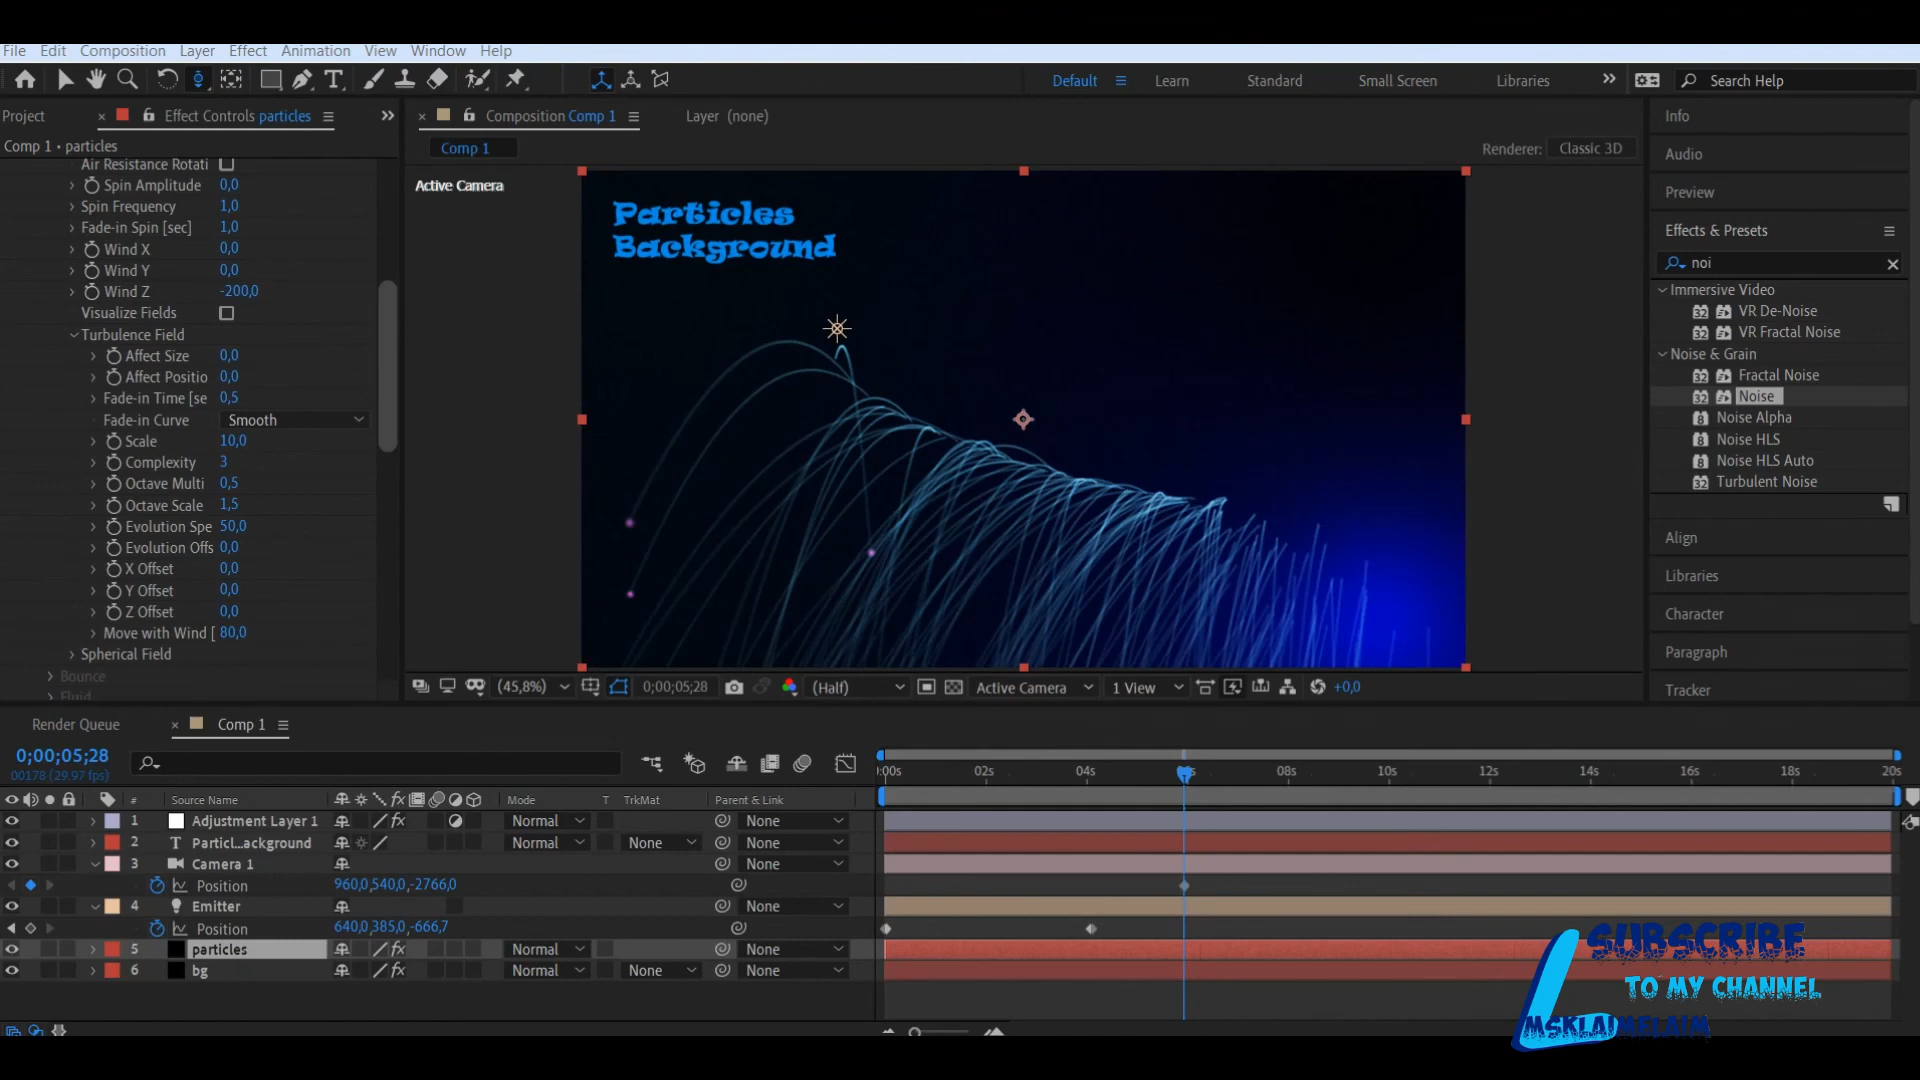 File Edit Composition Layer Effect Animation View Window Help
Default Learn Standard Small Screen Libraries Search Help
Project Effect Controls particles
Composition Comp 1 Layer (none)
Info
Comp 1 • particles
Comp 1
Renderer: Classic 3D
Audio
Air Resistance Rotati
Spin Amplitude 0,0
Spin Frequency 1,0
Fade-in Spin [sec] 1,0
Wind X 0,0
Wind Y 0,0
Wind Z -200,0
Visualize Fields
Turbulence Field
Affect Size 0,0
Affect Positio 0,0
Fade-in Time [se 0,5
Fade-in Curve Smooth
Scale 10,0
Complexity 3
Octave Multi 0,5
Octave Scale 1,5
Evolution Spe 50,0
Evolution Offs 0,0
X Offset 0,0
Y Offset 0,0
Z Offset 0,0
Move with Wind [ 80,0
Spherical Field
Bounce
Fluid
Active Camera
Particles
Background
(45,8%) 0;00;05;28 (Half) Active Camera 1 View +0,0
Preview
Effects & Presets
noi
Immersive Video
VR De-Noise
VR Fractal Noise
Noise & Grain
Fractal Noise
Noise
Noise Alpha
Noise HLS
Noise HLS Auto
Turbulent Noise
Align
Libraries
Character
Paragraph
Tracker
Render Queue Comp 1
0;00;05;28
00178 (29.97 fps)
:00s 02s 04s 08s 10s 12s 14s 16s 18s 20s
# Source Name Mode T TrkMat Parent & Link
1 Adjustment Layer 1 Normal None
2 Particl...ackground Normal None None
3 Camera 1 None
Position 960,0,540,0,-2766,0
4 Emitter None
Position 640,0,385,0,-666,7
5 particles Normal None
6 bg Normal None None
SUBSCRIBE
TO MY CHANNEL
MSKLAIMELAIM